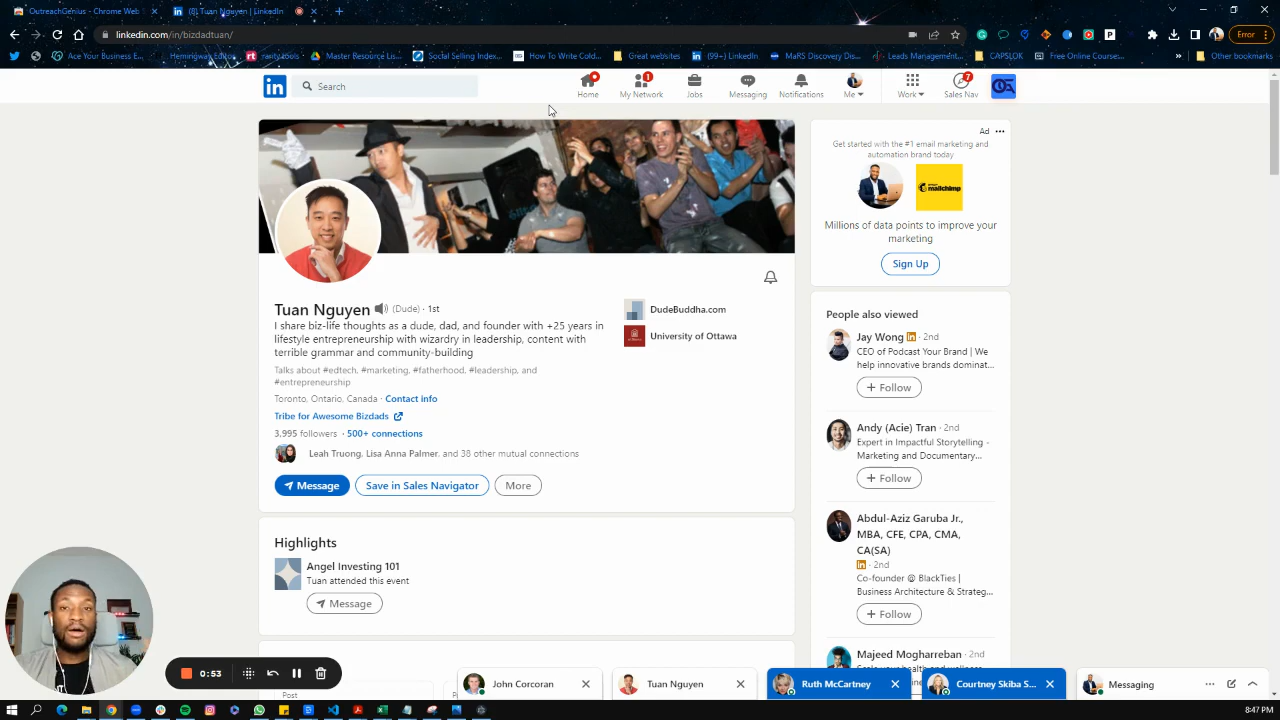 OutreachGenius - Chrome Web S
(8) Tuan Nguyen | LinkedIn
linkedin.com/in/bizdadtuan/
Error
Ace Your Business E...
Hemingway Editor
rarity.tools
Master Resource Lis...
Social Selling Index...
How To Write Cold...
Great websites
(99+) LinkedIn
MaRS Discovery Dis...
Leads Management...
CAPSLOK
Free Online Course...
Other bookmarks
in
Search
Home
1
My Network
Jobs
Messaging
Notifications
Me
Work
7
Sales Nav
Ad
Get started with the #1 email marketing and
automation brand today.
mailchimp
Millions of data points to improve your
marketing
Sign Up
Tuan Nguyen (Dude) · 1st
I share biz-life thoughts as a dude, dad, and founder with +25 years in
lifestyle entrepreneurship with wizardry in leadership, content with
terrible grammar and community-building
Talks about #edtech, #marketing, #fatherhood, #leadership, and
#entrepreneurship
Toronto, Ontario, Canada · Contact info
Tribe for Awesome Bizdads
3,995 followers · 500+ connections
Leah Truong, Lisa Anna Palmer, and 38 other mutual connections
Message
Save in Sales Navigator
More
DudeBuddha.com
University of Ottawa
Highlights
Angel Investing 101
Tuan attended this event
Message
People also viewed
Jay Wong · 2nd
CEO of Podcast Your Brand | We
help innovative brands dominat...
+ Follow
Andy (Acie) Tran · 2nd
Expert in Impactful Storytelling -
Marketing and Documentary...
+ Follow
Abdul-Aziz Garuba Jr.,
MBA, CFE, CPA, CMA,
CA(SA)
· 2nd
Co-founder @ BlackTies |
Business Architecture & Strateg...
+ Follow
Majeed Mogharreban · 2nd
0:53
Post
John Corcoran
Tuan Nguyen
Ruth McCartney
Courtney Skiba S...
Messaging
8:47 PM